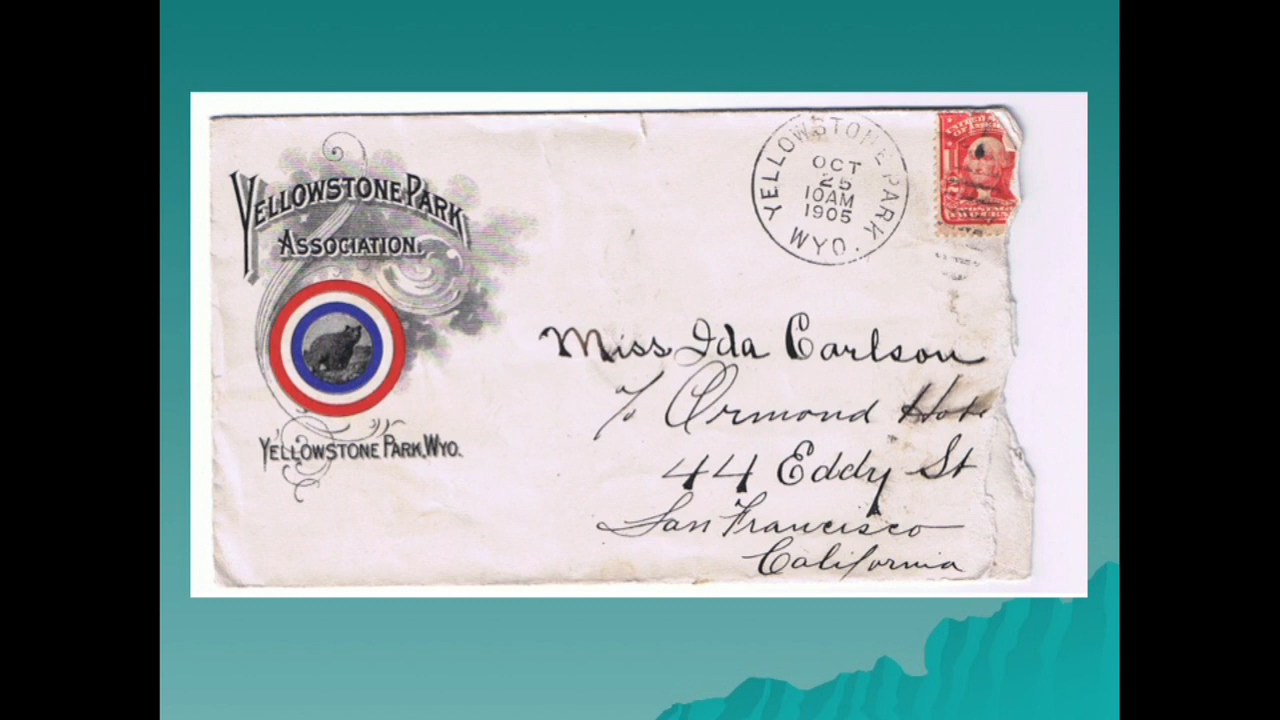 YELLOWSTONE PARK
ASSOCIATION.
YELLOWSTONE PARK, WYO.
YELLOWSTONE PARK
WYO.
OCT
25
10AM
1905
Miss Ida Carlson
c/o Ormond Hote
44 Eddy St
San Francisco
California